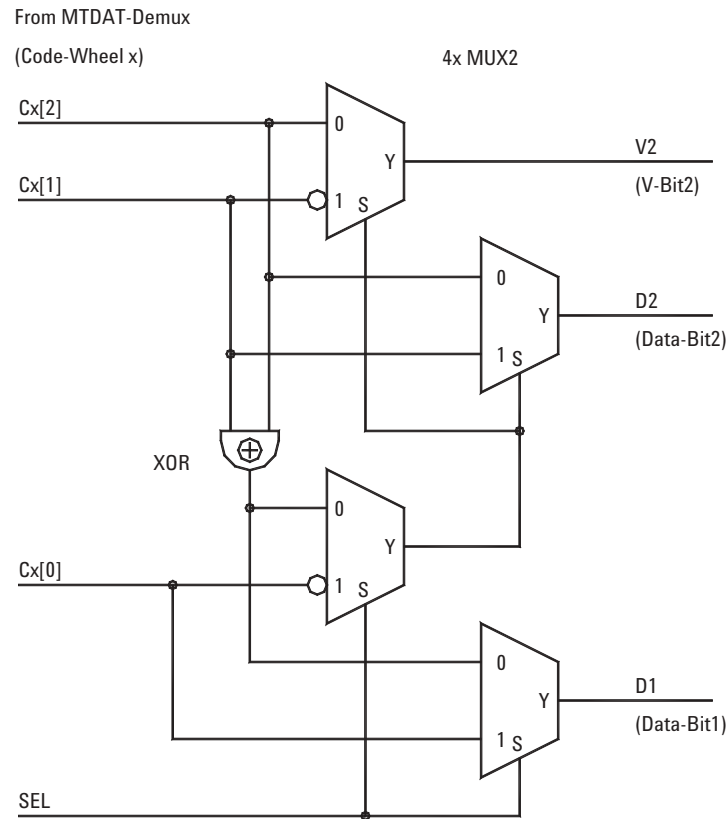 From MTDAT-Demux
(Code-Wheel x)
4x MUX2
Cx[2]
0
Y
V2
(V-Bit2)
Cx[1]
1 S
0
Y
D2
(Data-Bit2)
1 S
XOR
0
Y
Cx[0]
1 S
0
Y
D1
(Data-Bit1)
1 S
SEL